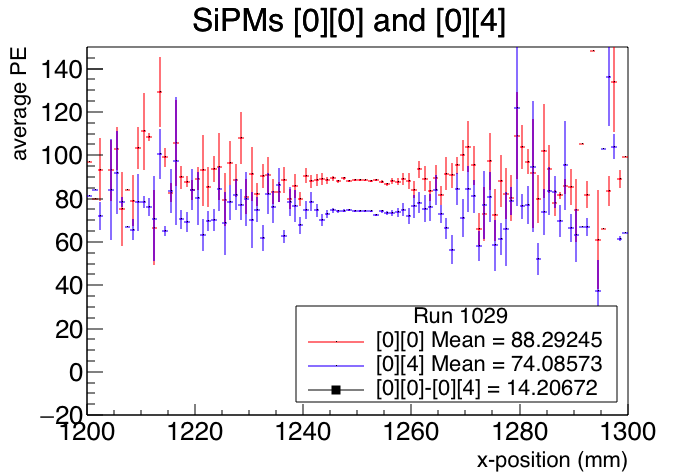 SiPMs [0][0] and [0][4]
average PE
140
120
100
80
60
40
20
0
−20
1200
1220
1240
1260
1280
1300
x-position (mm)
Run 1029
[0][0] Mean = 88.29245
[0][4] Mean = 74.08573
[0][0]-[0][4] = 14.20672